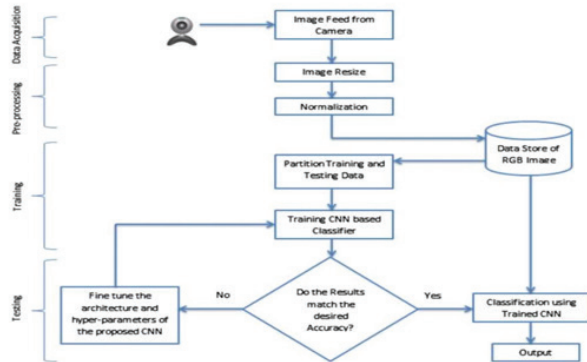 Data Acquisition
Image Feed from
Camera
Pre-processing
Image Resize
Normalization
Data Store of
RGB Image
Training
Partition Training and
Testing Data
Training CNN based
Classifier
Testing
Fine tune the
architecture and
hyper-parameters of
the proposed CNN
No
Do the Results
match the
desired
Accuracy?
Yes
Classification using
Trained CNN
Output